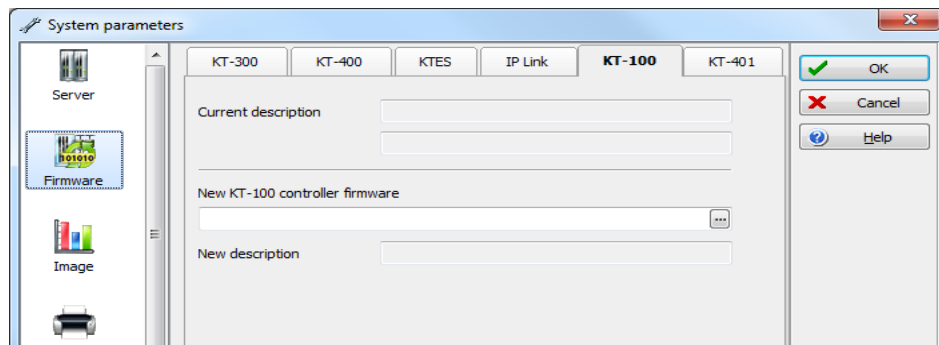 System parameters
Server
Firmware
Image
KT-300 KT-400 KTES IP Link KT-100 KT-401
Current description
New KT-100 controller firmware
...
New description
OK
Cancel
Help
101010